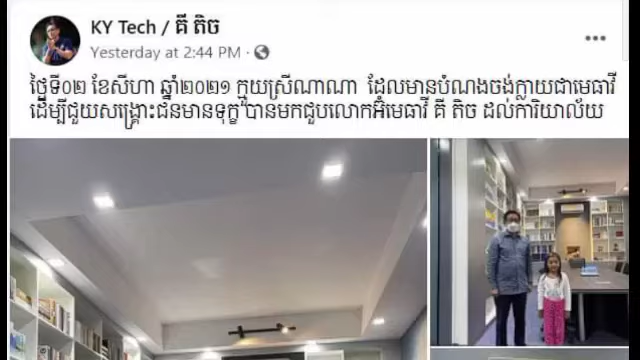 KY Tech / គី តិច
Yesterday at 2:44 PM ·
ថ្ងៃទី០២ ខែសីហា ឆ្នាំ២០២១ ក្មួយស្រីណាណា ដែលមានបំណងចង់ក្លាយជាមេធាវី
ដើម្បីជួយសង្គ្រោះជនមានទុក្ខ បានមកជួបលោកអ៊ំមេធាវី គី តិច ដល់ការិយាល័យ